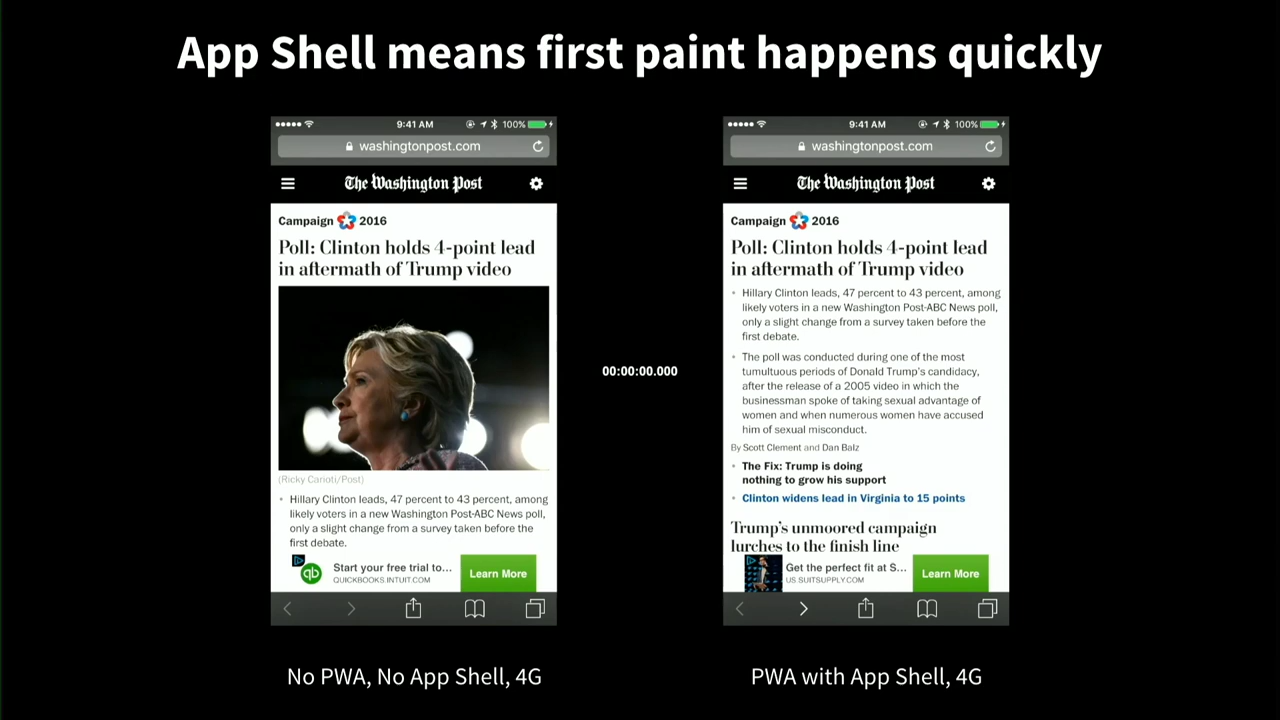 App Shell means first paint happens quickly
9:41 AM
100%
washingtonpost.com
The Washington Post
Campaign 2016
Poll: Clinton holds 4-point lead
in aftermath of Trump video
(Ricky Carioti/Post)
Hillary Clinton leads, 47 percent to 43 percent, among
likely voters in a new Washington Post-ABC News poll,
only a slight change from a survey taken before the
first debate.
qb
Start your free trial to...
QUICKBOOKS.INTUIT.COM
Learn More
No PWA, No App Shell, 4G
00:00:00.000
9:41 AM
100%
washingtonpost.com
The Washington Post
Campaign 2016
Poll: Clinton holds 4-point lead
in aftermath of Trump video
Hillary Clinton leads, 47 percent to 43 percent, among
likely voters in a new Washington Post-ABC News poll,
only a slight change from a survey taken before the
first debate.
The poll was conducted during one of the most
tumultuous periods of Donald Trump's candidacy,
after the release of a 2005 video in which the
businessman spoke of taking sexual advantage of
women and when numerous women have accused
him of sexual misconduct.
By Scott Clement and Dan Balz
The Fix: Trump is doing
nothing to grow his support
Clinton widens lead in Virginia to 15 points
Trump's unmoored campaign
lurches to the finish line
Get the perfect fit at S...
US.SUITSUPPLY.COM
Learn More
PWA with App Shell, 4G